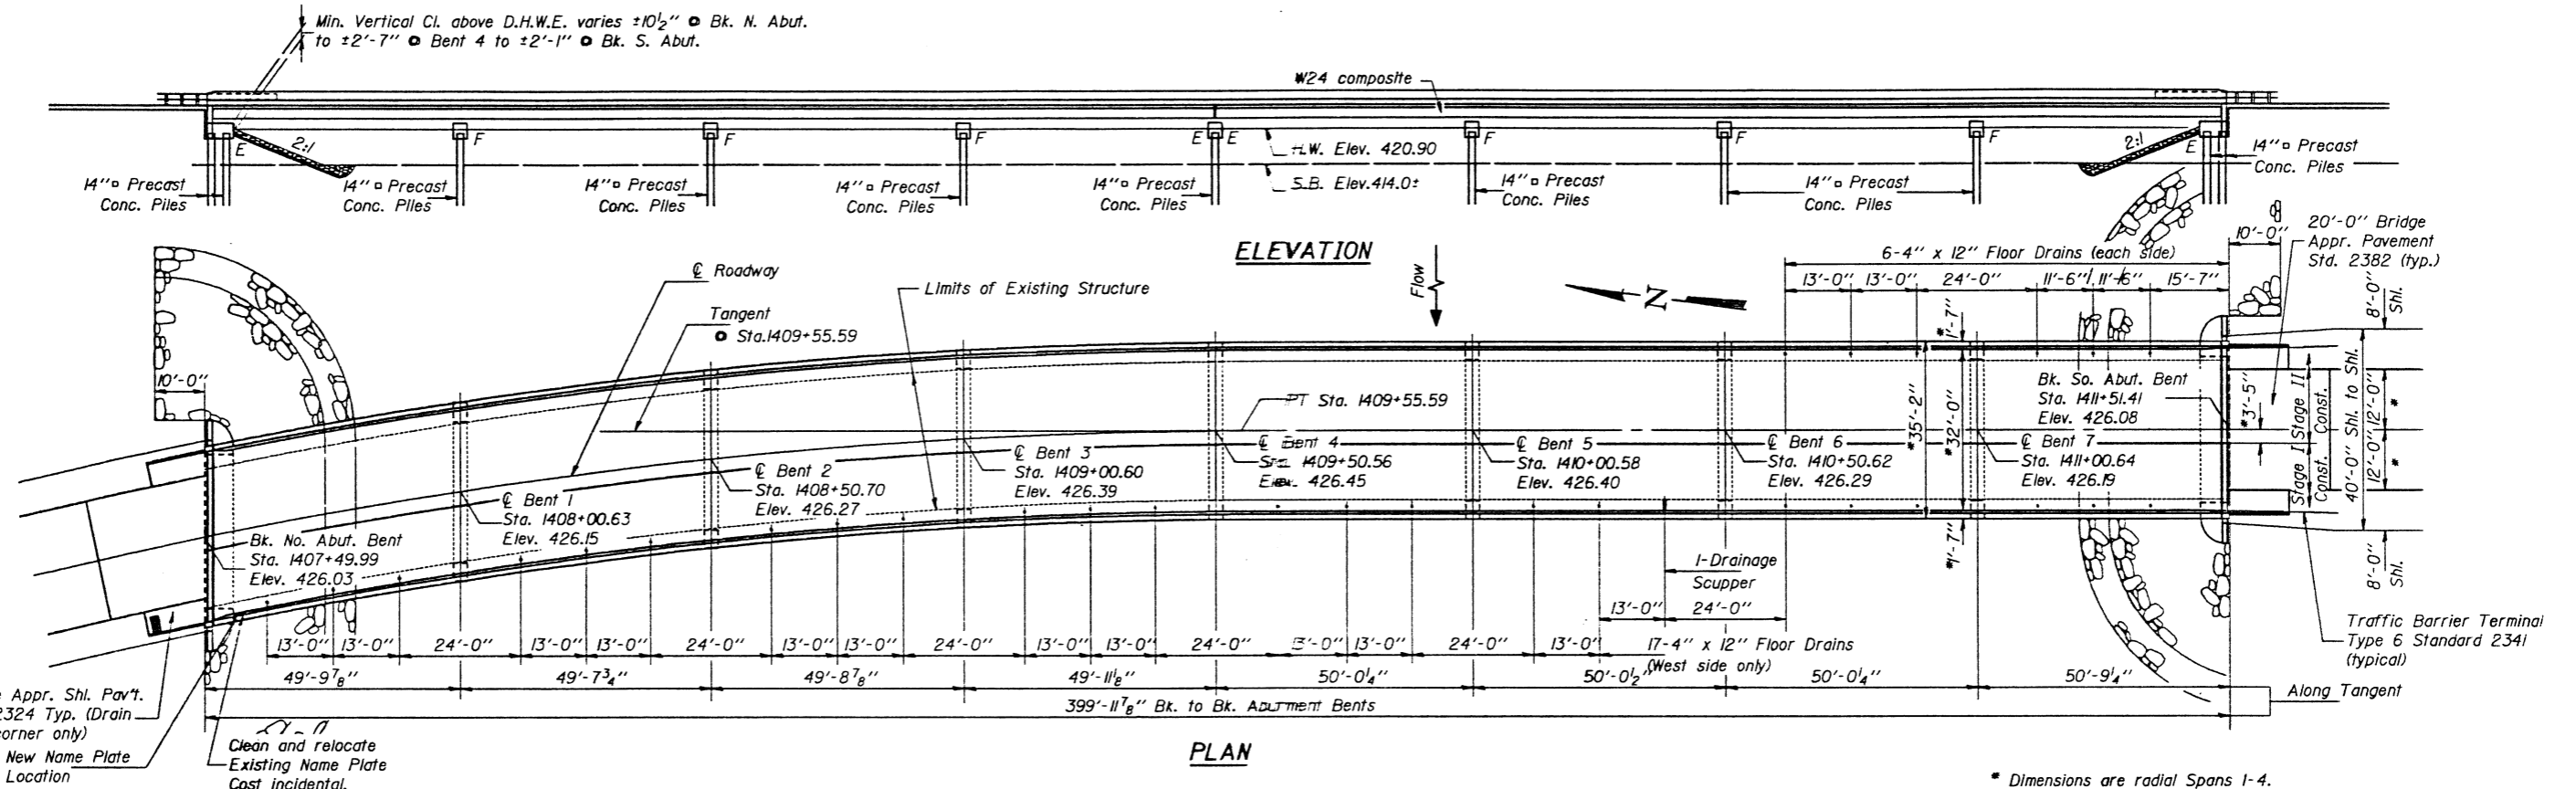 Min. Vertical Cl. above D.H.W.E. varies ±10½" @ Bk. N. Abut.
to ±2'-7" @ Bent 4 to ±2'-1" @ Bk. S. Abut.
W24 composite
2:1
E
F
F
F
E E
F
F
F
2:1
E
H.W. Elev. 420.90
S.B. Elev. 414.0±
14"□ Precast
Conc. Piles
14"□ Precast
Conc. Piles
14"□ Precast
Conc. Piles
14"□ Precast
Conc. Piles
14"□ Precast
Conc. Piles
14"□ Precast
Conc. Piles
14"□ Precast
Conc. Piles
14"□ Precast
Conc. Piles
ELEVATION
Flow
N
℄ Roadway
Limits of Existing Structure
Tangent
@ Sta.1409+55.59
6-4" x 12" Floor Drains (each side)
13'-0" 13'-0" 24'-0" 11'-6" 11'-6" 15'-7"
10'-0"
20'-0" Bridge
Appr. Pavement
Std. 2382 (typ.)
8'-0"
Shl.
10'-0"
*1'-7"
*35'-2"
*32'-0"
*1'-7"
*3'-5"
Stage I Stage II
Const. Const.
40'-0" Shl. to Shl.
12'-0" 12'-0"
* *
8'-0"
Shl.
PT Sta. 1409+55.59
Bk. No. Abut. Bent
Sta. 1407+49.99
Elev. 426.03
℄ Bent 1
Sta. 1408+00.63
Elev. 426.15
℄ Bent 2
Sta. 1408+50.70
Elev. 426.27
℄ Bent 3
Sta. 1409+00.60
Elev. 426.39
℄ Bent 4
Sta. 1409+50.56
Elev. 426.45
℄ Bent 5
Sta. 1410+00.58
Elev. 426.40
℄ Bent 6
Sta. 1410+50.62
Elev. 426.29
℄ Bent 7
Sta. 1411+00.64
Elev. 426.19
Bk. So. Abut. Bent
Sta. 1411+51.41
Elev. 426.08
1-Drainage
Scupper
13'-0" 24'-0"
Traffic Barrier Terminal
Type 6 Standard 2341
(typical)
13'-0" 13'-0" 24'-0" 13'-0" 13'-0" 24'-0" 13'-0" 13'-0" 24'-0" 13'-0" 13'-0" 24'-0" 13'-0" 13'-0" 24'-0" 13'-0" 17-4" x 12" Floor Drains
(West side only)
49'-9⅞" 49'-7¾" 49'-8⅞" 49'-11⅛" 50'-0¼" 50'-0½" 50'-0¼" 50'-9¼"
Along Tangent
399'-11⅞" Bk. to Bk. Abutment Bents
Appr. Shl. Pav't.
2324 Typ. (Drain
corner only)
New Name Plate
Location
Clean and relocate
Existing Name Plate
Cost incidental.
PLAN
* Dimensions are radial Spans 1-4.